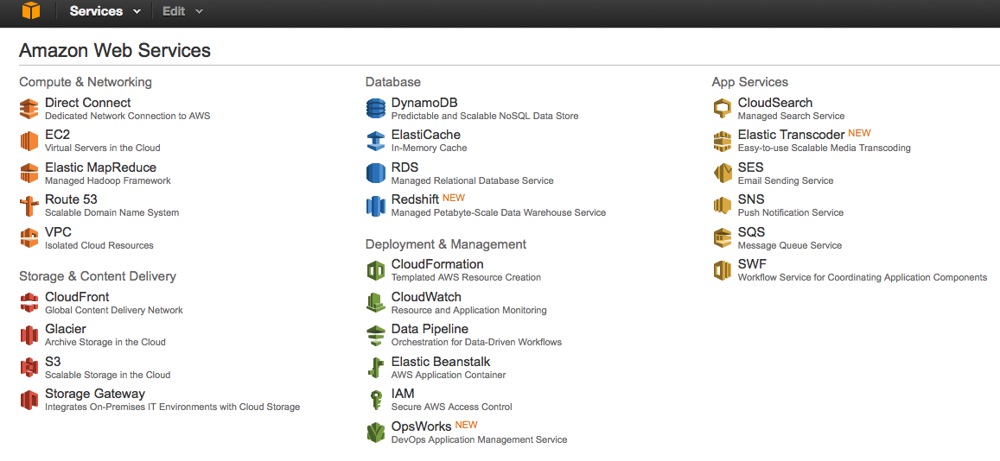 Services
Edit
Amazon Web Services
Compute & Networking
Direct Connect
Dedicated Network Connection to AWS
EC2
Virtual Servers in the Cloud
Elastic MapReduce
Managed Hadoop Framework
Route 53
Scalable Domain Name System
VPC
Isolated Cloud Resources
Storage & Content Delivery
CloudFront
Global Content Delivery Network
Glacier
Archive Storage in the Cloud
S3
Scalable Storage in the Cloud
Storage Gateway
Integrates On-Premises IT Environments with Cloud Storage
Database
DynamoDB
Predictable and Scalable NoSQL Data Store
ElastiCache
In-Memory Cache
RDS
Managed Relational Database Service
Redshift NEW
Managed Petabyte-Scale Data Warehouse Service
Deployment & Management
CloudFormation
Templated AWS Resource Creation
CloudWatch
Resource and Application Monitoring
Data Pipeline
Orchestration for Data-Driven Workflows
Elastic Beanstalk
AWS Application Container
IAM
Secure AWS Access Control
OpsWorks NEW
DevOps Application Management Service
App Services
CloudSearch
Managed Search Service
Elastic Transcoder NEW
Easy-to-use Scalable Media Transcoding
SES
Email Sending Service
SNS
Push Notification Service
SQS
Message Queue Service
SWF
Workflow Service for Coordinating Application Components